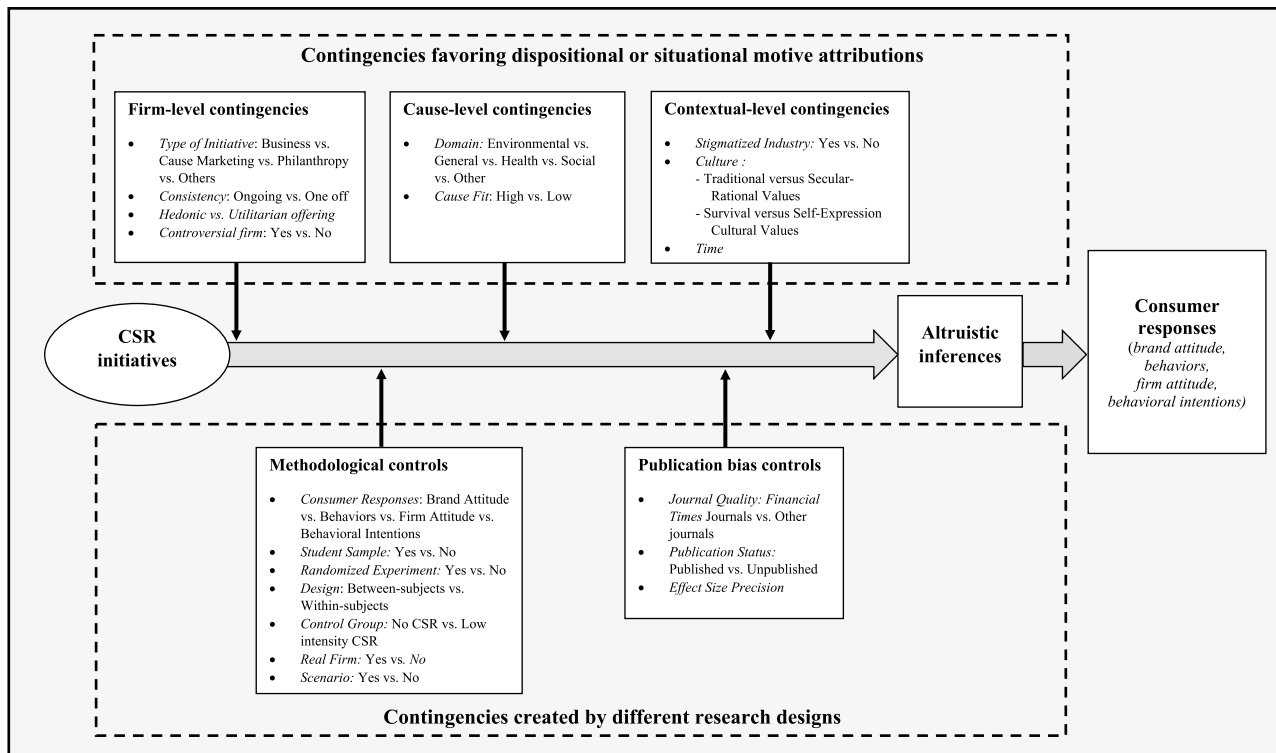 Contingencies favoring dispositional or situational motive attributions
Firm-level contingencies
• Type of Initiative: Business vs.
Cause Marketing vs. Philanthropy
vs. Others
• Consistency: Ongoing vs. One off
• Hedonic vs. Utilitarian offering
• Controversial firm: Yes vs. No
Cause-level contingencies
• Domain: Environmental vs.
General vs. Health vs. Social
vs. Other
• Cause Fit: High vs. Low
Contextual-level contingencies
• Stigmatized Industry: Yes vs. No
• Culture :
- Traditional versus Secular-
Rational Values
- Survival versus Self-Expression
Cultural Values
• Time
CSR
initiatives
Altruistic
inferences
Consumer
responses
(brand attitude,
behaviors,
firm attitude,
behavioral intentions)
Methodological controls
• Consumer Responses: Brand Attitude
vs. Behaviors vs. Firm Attitude vs.
Behavioral Intentions
• Student Sample: Yes vs. No
• Randomized Experiment: Yes vs. No
• Design: Between-subjects vs.
Within-subjects
• Control Group: No CSR vs. Low
intensity CSR
• Real Firm: Yes vs. No
• Scenario: Yes vs. No
Publication bias controls
• Journal Quality: Financial
Times Journals vs. Other
journals
• Publication Status:
Published vs. Unpublished
• Effect Size Precision
Contingencies created by different research designs